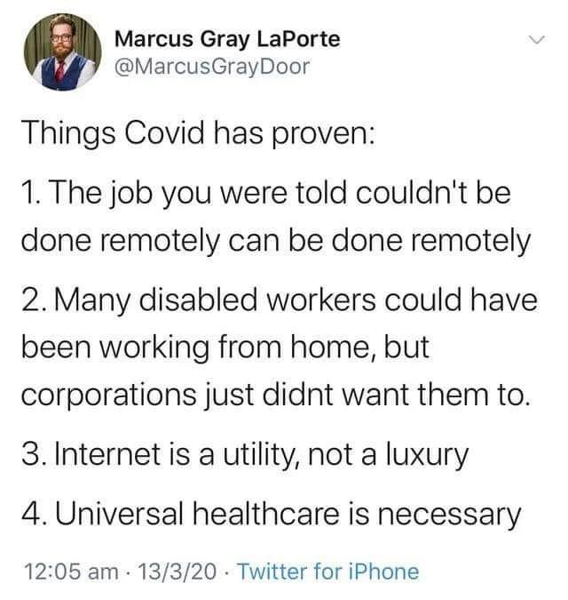 Marcus Gray LaPorte
@MarcusGrayDoor
Things Covid has proven:
1. The job you were told couldn't be
done remotely can be done remotely
2. Many disabled workers could have
been working from home, but
corporations just didnt want them to.
3. Internet is a utility, not a luxury
4. Universal healthcare is necessary
12:05 am · 13/3/20 · Twitter for iPhone